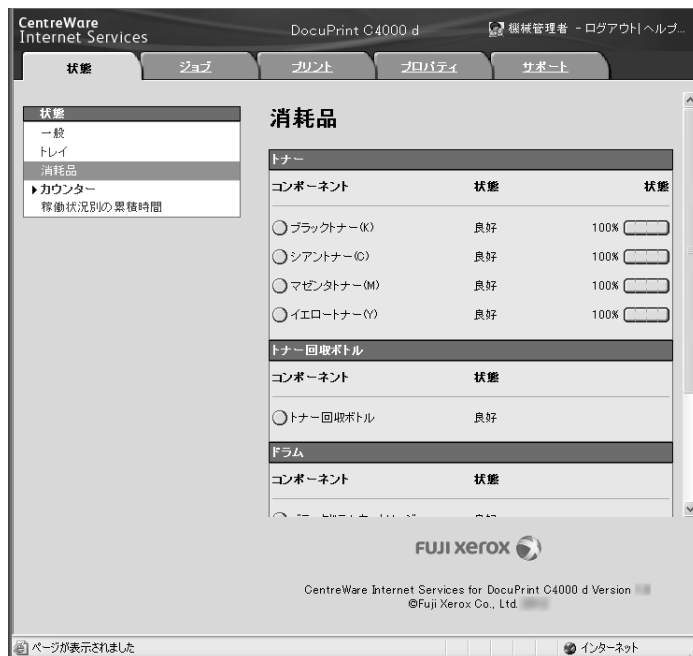 CentreWare
Internet Services
DocuPrint C4000 d
機械管理者 - ログアウト| ヘルプ...
状態
ジョブ
プリント
プロパティ
サポート
状態
一般
トレイ
消耗品
カウンター
稼働状況別の累積時間
消耗品
トナー
コンポーネント 状態 状態
ブラックトナー(K) 良好 100%
シアントナー(C) 良好 100%
マゼンタトナー(M) 良好 100%
イエロートナー(Y) 良好 100%
トナー回収ボトル
コンポーネント 状態
トナー回収ボトル 良好
ドラム
コンポーネント 状態
FUJI xerox
CentreWare Internet Services for DocuPrint C4000 d Version
©Fuji Xerox Co., Ltd.
ページが表示されました
インターネット